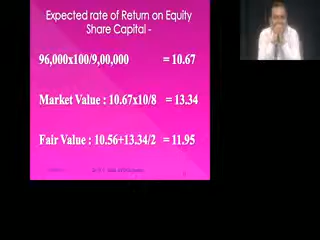 Expected rate of Return on Equity
Share Capital -
96,000x100/9,00,000 = 10.67
Market Value : 10.67x10/8 = 13.34
Fair Value : 10.56+13.34/2 = 11.95